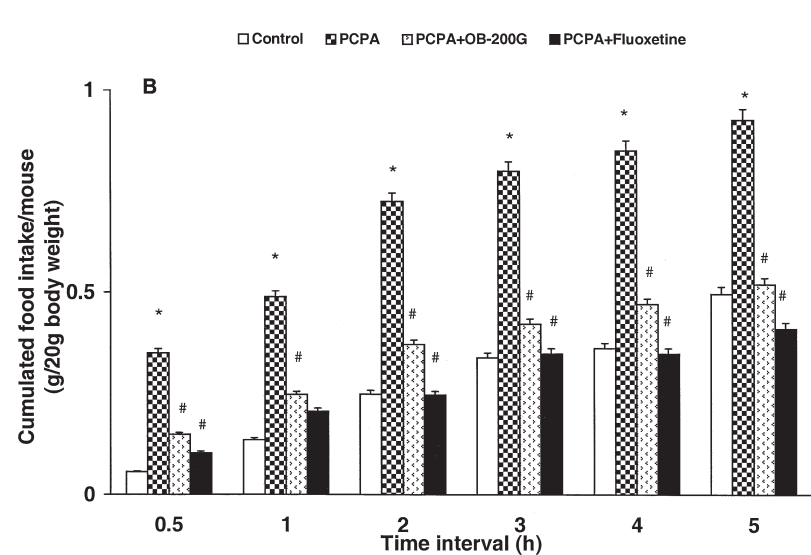 Control PCPA PCPA+OB-200G PCPA+Fluoxetine
B
1
0.5
0
Cumulated food intake/mouse
(g/20g body weight)
* * * * * *
# # # # # # # # # # #
0.5 1 2 3 4 5
Time interval (h)